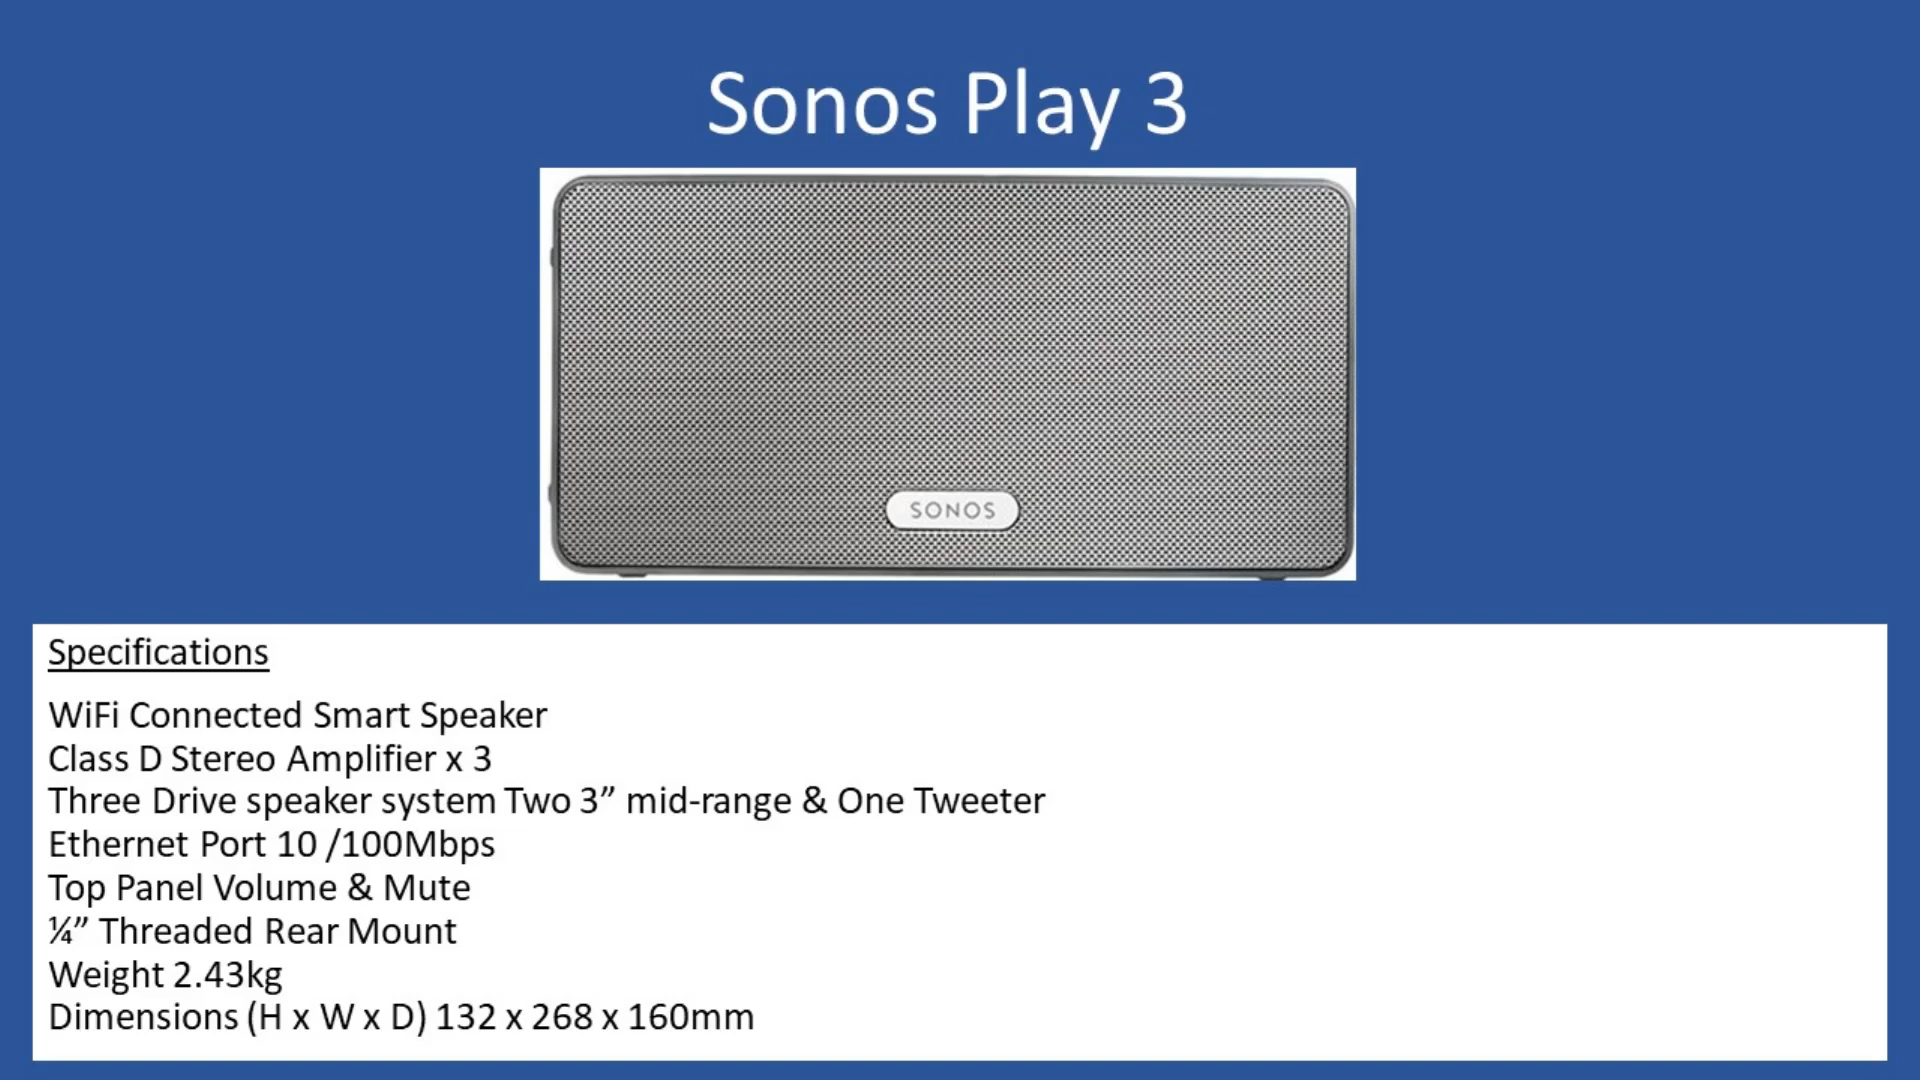 Sonos Play 3
SONOS
Specifications
WiFi Connected Smart Speaker
Class D Stereo Amplifier x 3
Three Drive speaker system Two 3” mid-range & One Tweeter
Ethernet Port 10 /100Mbps
Top Panel Volume & Mute
¼” Threaded Rear Mount
Weight 2.43kg
Dimensions (H x W x D) 132 x 268 x 160mm